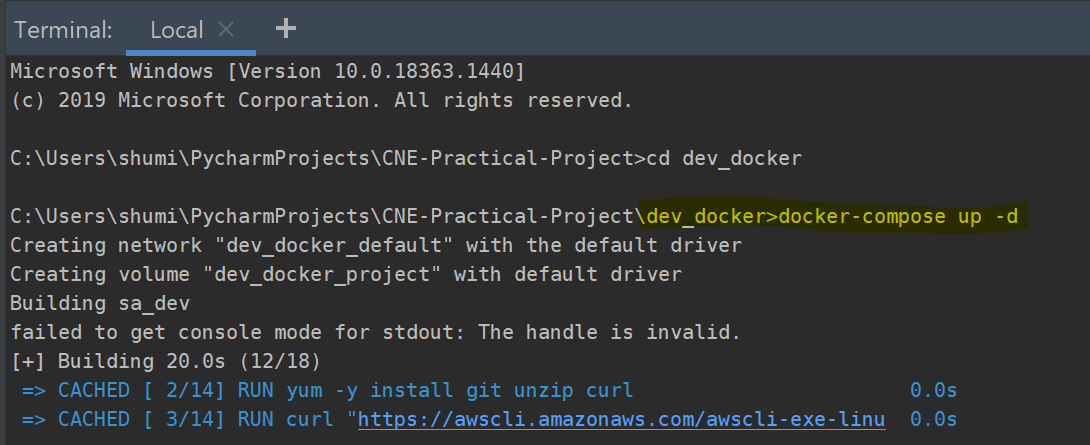 Terminal: Local × +
Microsoft Windows [Version 10.0.18363.1440]
(c) 2019 Microsoft Corporation. All rights reserved.
C:\Users\shumi\PycharmProjects\CNE-Practical-Project>cd dev_docker
C:\Users\shumi\PycharmProjects\CNE-Practical-Project\dev_docker>docker-compose up -d
Creating network "dev_docker_default" with the default driver
Creating volume "dev_docker_project" with default driver
Building sa_dev
failed to get console mode for stdout: The handle is invalid.
[+] Building 20.0s (12/18)
=> CACHED [ 2/14] RUN yum -y install git unzip curl 0.0s
=> CACHED [ 3/14] RUN curl "https://awscli.amazonaws.com/awscli-exe-linu 0.0s